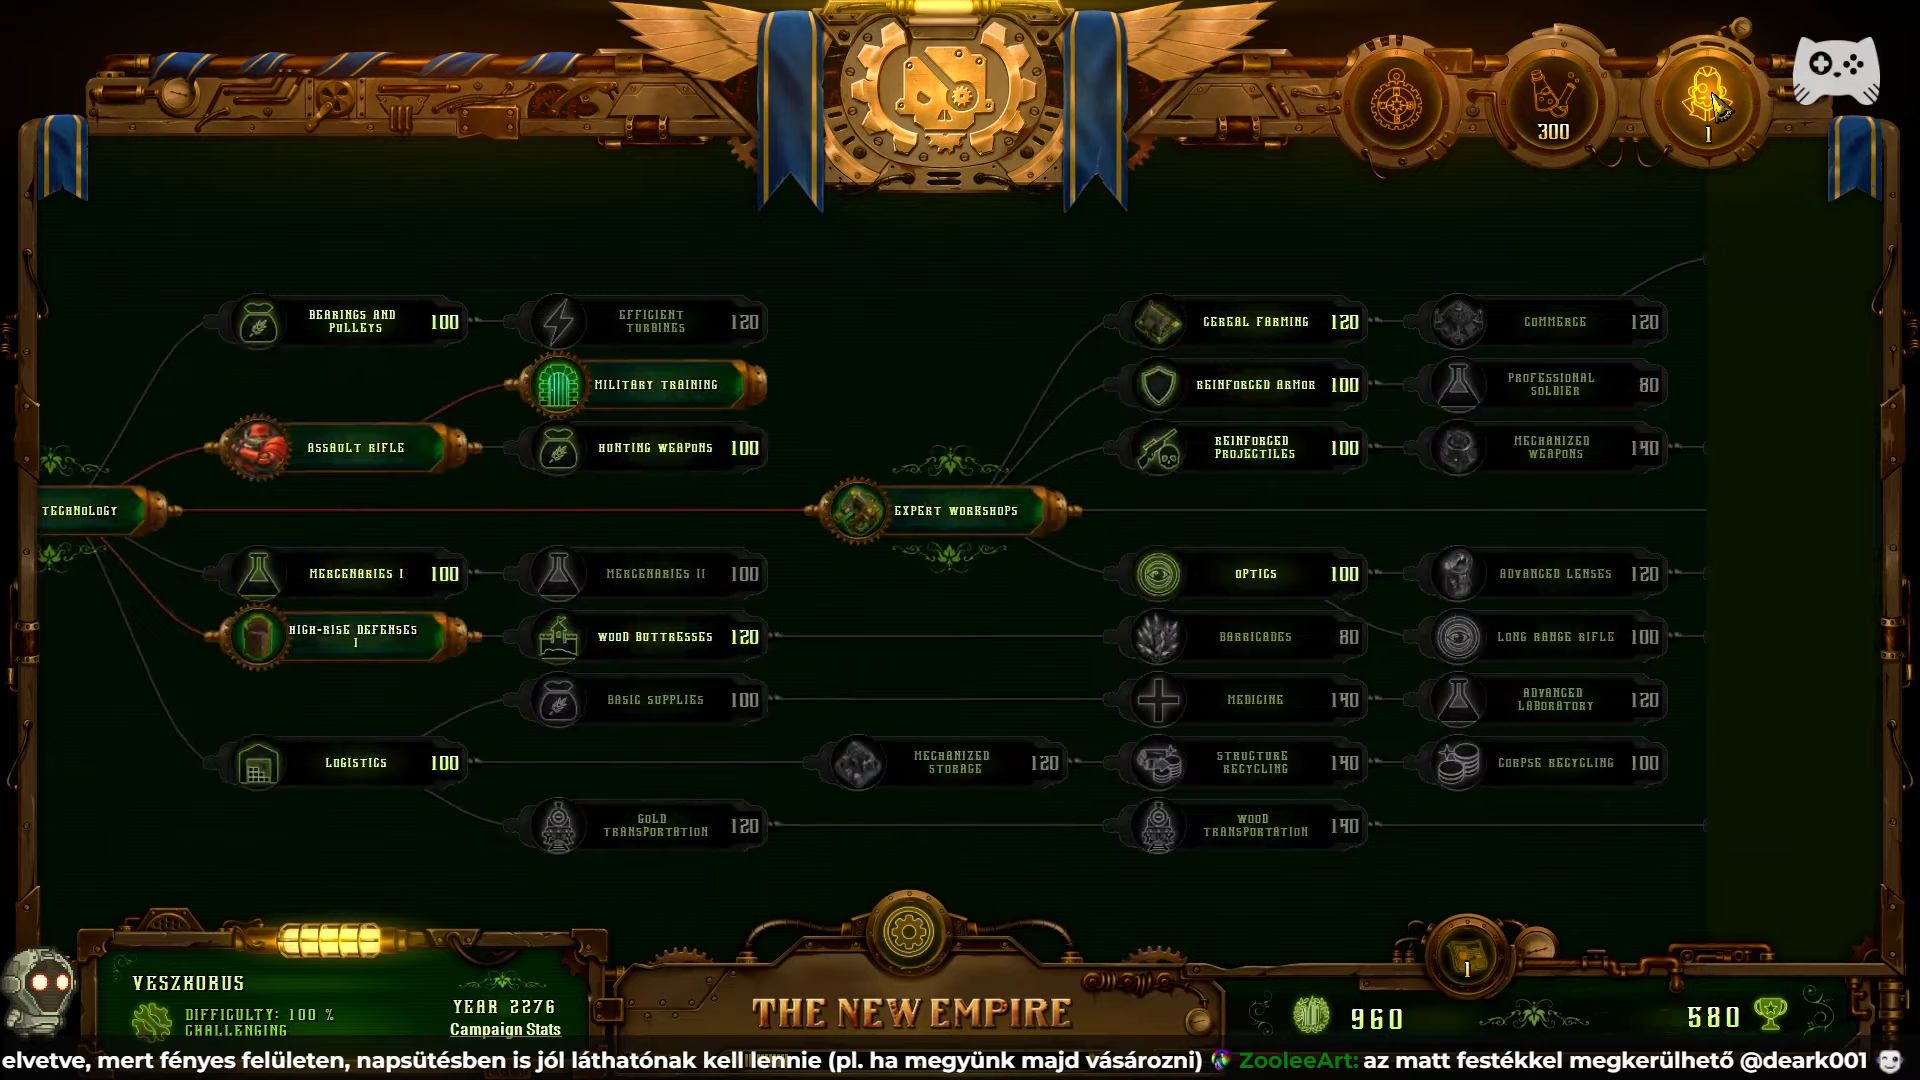 300
1
BEARINGS AND
PULLEYS
100
EFFICIENT
TURBINES
120
CEREAL FARMING
120
COMMERCE
120
MILITARY TRAINING
REINFORCED ARMOR
100
PROFESSIONAL
SOLDIER
80
ASSAULT RIFLE
HUNTING WEAPONS
100
REINFORCED
PROJECTILES
100
MECHANIZED
WEAPONS
140
TECHNOLOGY
EXPERT WORKSHOPS
MERCENARIES I
100
MERCENARIES II
100
OPTICS
100
ADVANCED LENSES
120
HIGH-RISE DEFENSES
I
WOOD BUTTRESSES
120
BARRICADES
80
LONG RANGE RIFLE
100
BASIC SUPPLIES
100
MEDICINE
140
ADVANCED
LABORATORY
120
LOGISTICS
100
MECHANIZED
STORAGE
120
STRUCTURE
RECYCLING
140
CORPSE RECYCLING
100
GOLD
TRANSPORTATION
120
WOOD
TRANSPORTATION
140
VESZKORUS
DIFFICULTY: 100 %
CHALLENGING
YEAR 2276
Campaign Stats
THE NEW EMPIRE
1
960
580
elvetve, mert fényes felületen, napsütésben is jól láthatónak kell lennie (pl. ha megyünk majd vásározni) ZooleeArt: az matt festékkel megkerülhető @deark001